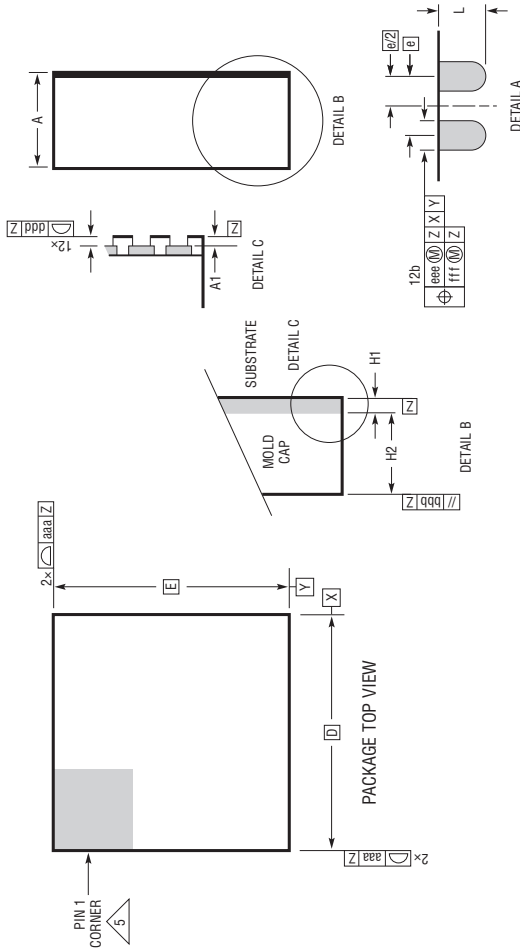 PIN 1
CORNER
5
2× ⌓ aaa Z
E
Y
X
D
2× ⌓ aaa Z
PACKAGE TOP VIEW
MOLD
CAP
SUBSTRATE
DETAIL C
H1
H2
Z
// bbb Z
DETAIL B
12× ⌓ ddd Z
Z
A1
DETAIL C
A
DETAIL B
12b
⌖ eee Ⓜ Z X Y
fff Ⓜ Z
e/2
e
L
DETAIL A